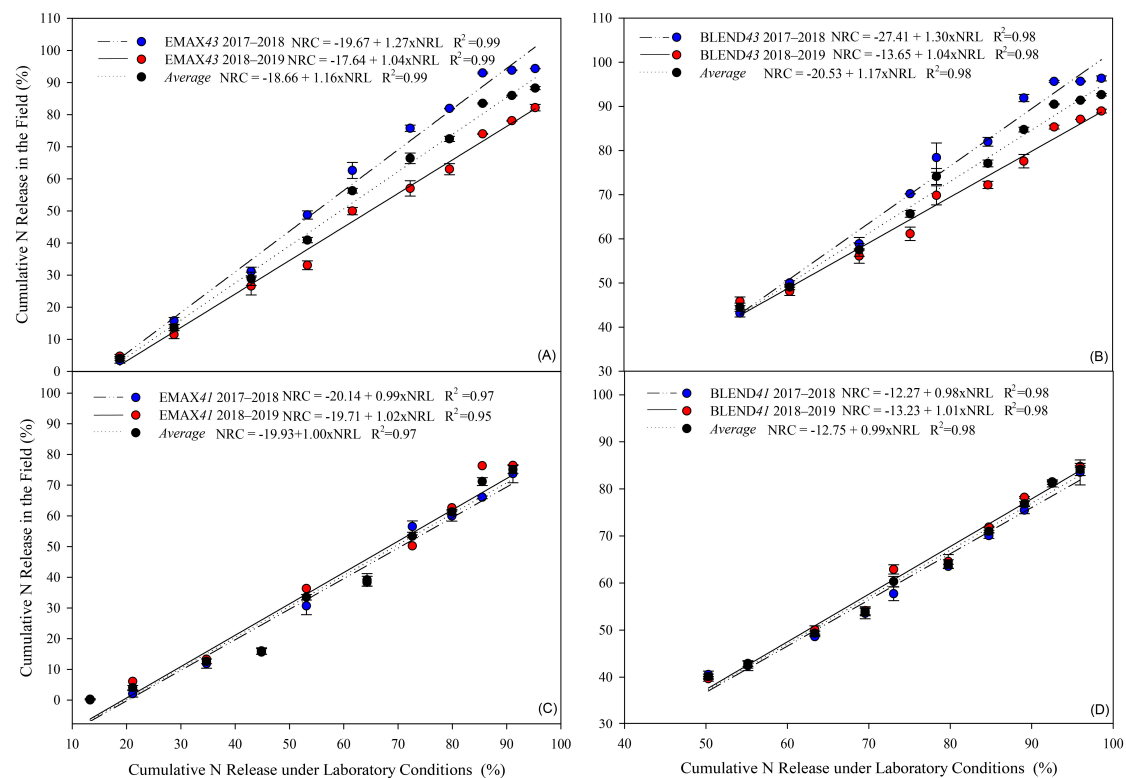 EMAX43 2017–2018 NRC = -19.67 + 1.27xNRL R²=0.99
EMAX43 2018–2019 NRC = -17.64 + 1.04xNRL R²=0.99
Average NRC = -18.66 + 1.16xNRL R²=0.99
110
100
90
80
70
60
50
40
30
20
10
0
Cumulative N Release in the Field (%)
(A)
BLEND43 2017–2018 NRC = -27.41 + 1.30xNRL R²=0.98
BLEND43 2018–2019 NRC = -13.65 + 1.04xNRL R²=0.98
Average NRC = -20.53 + 1.17xNRL R²=0.98
110
100
90
80
70
60
50
40
30
(B)
EMAX41 2017–2018 NRC = -20.14 + 0.99xNRL R²=0.97
EMAX41 2018–2019 NRC = -19.71 + 1.02xNRL R²=0.95
Average NRC = -19.93+1.00xNRL R²=0.97
100
90
80
70
60
50
40
30
20
10
0
Cumulative N Release in the Field (%)
(C)
10 20 30 40 50 60 70 80 90 100
Cumulative N Release under Laboratory Conditions (%)
BLEND41 2017–2018 NRC = -12.27 + 0.98xNRL R²=0.98
BLEND41 2018–2019 NRC = -13.23 + 1.01xNRL R²=0.98
Average NRC = -12.75 + 0.99xNRL R²=0.98
100
90
80
70
60
50
40
30
(D)
40 50 60 70 80 90 100
Cumulative N Release under Laboratory Conditions (%)